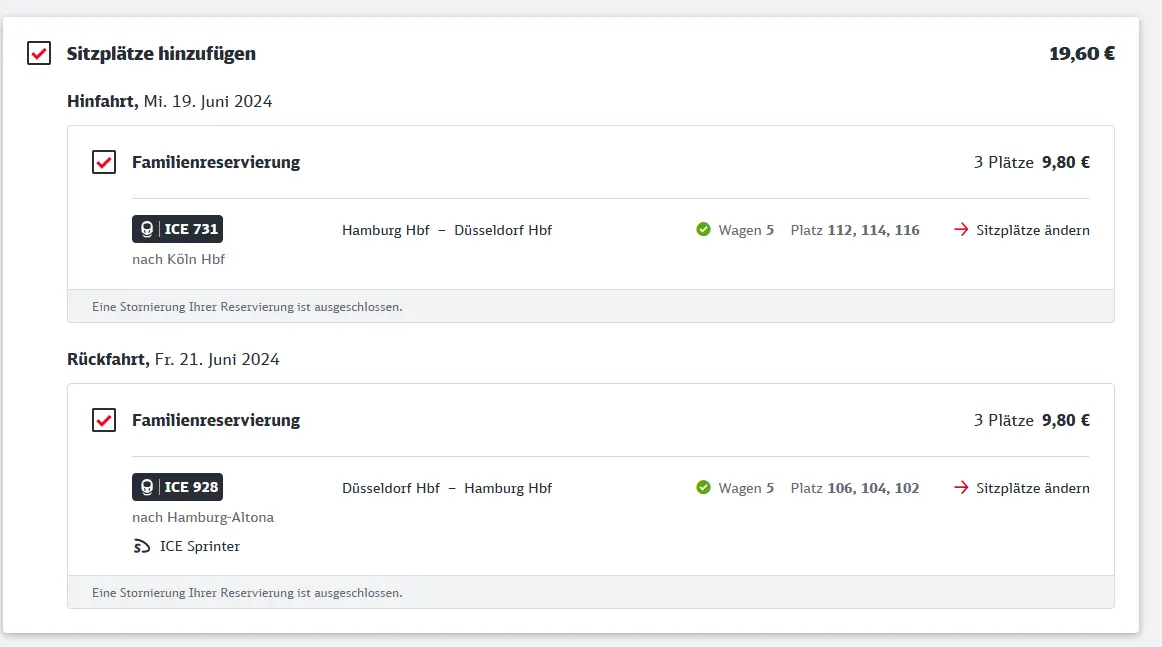 Sitzplätze hinzufügen 19,60 €
Hinfahrt, Mi. 19. Juni 2024
Familienreservierung 3 Plätze 9,80 €
ICE 731 Hamburg Hbf – Düsseldorf Hbf Wagen 5 Platz 112, 114, 116 Sitzplätze ändern
nach Köln Hbf
Eine Stornierung Ihrer Reservierung ist ausgeschlossen.
Rückfahrt, Fr. 21. Juni 2024
Familienreservierung 3 Plätze 9,80 €
ICE 928 Düsseldorf Hbf – Hamburg Hbf Wagen 5 Platz 106, 104, 102 Sitzplätze ändern
nach Hamburg-Altona
ICE Sprinter
Eine Stornierung Ihrer Reservierung ist ausgeschlossen.